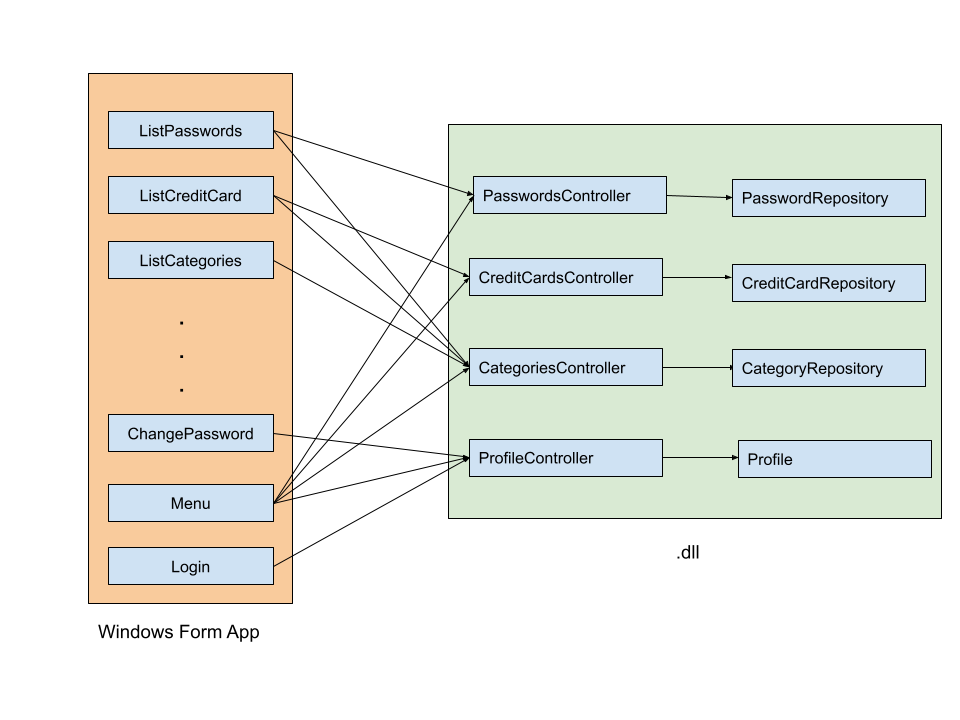 ListPasswords
ListCreditCard
ListCategories
.
.
.
ChangePassword
Menu
Login
Windows Form App
PasswordsController
PasswordRepository
CreditCardsController
CreditCardRepository
CategoriesController
CategoryRepository
ProfileController
Profile
.dll